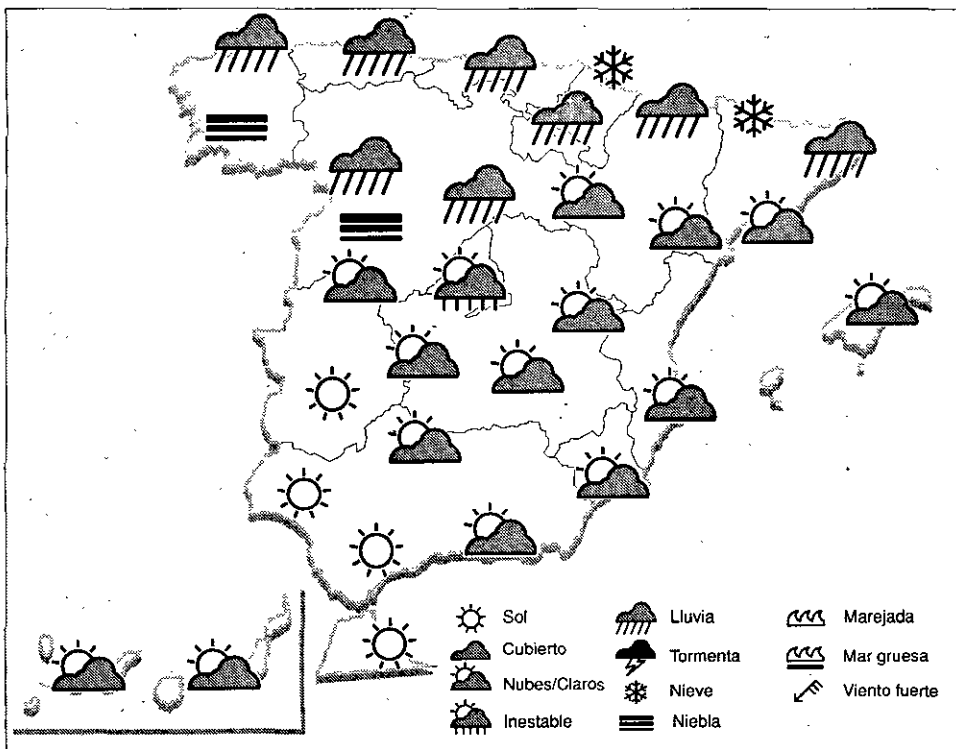 Sol
Cubierto
Nubes/Claros
Inestable
Lluvia
Tormenta
Nieve
Niebla
Marejada
Mar gruesa
Viento fuerte